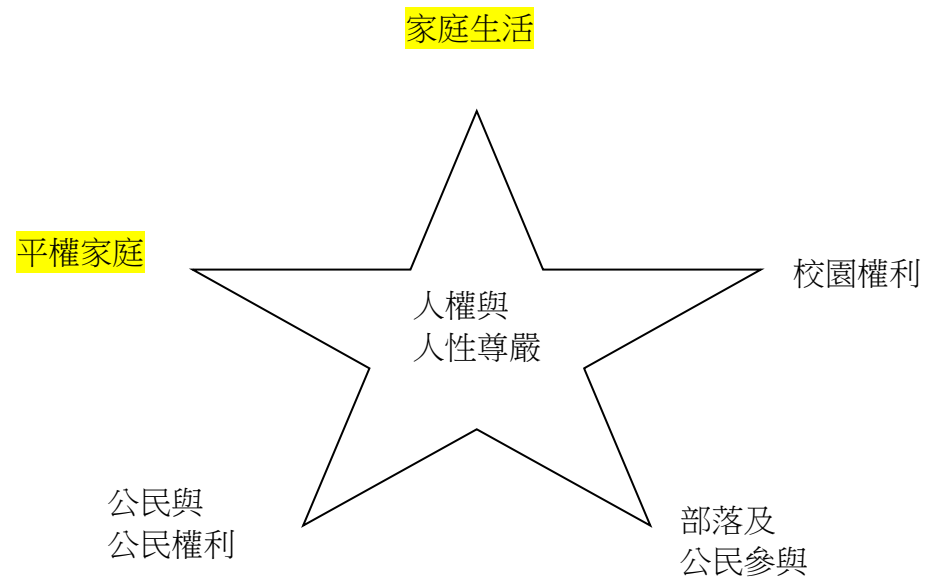 家庭生活
平權家庭
校園權利
人權與
人性尊嚴
公民與
公民權利
部落及
公民參與